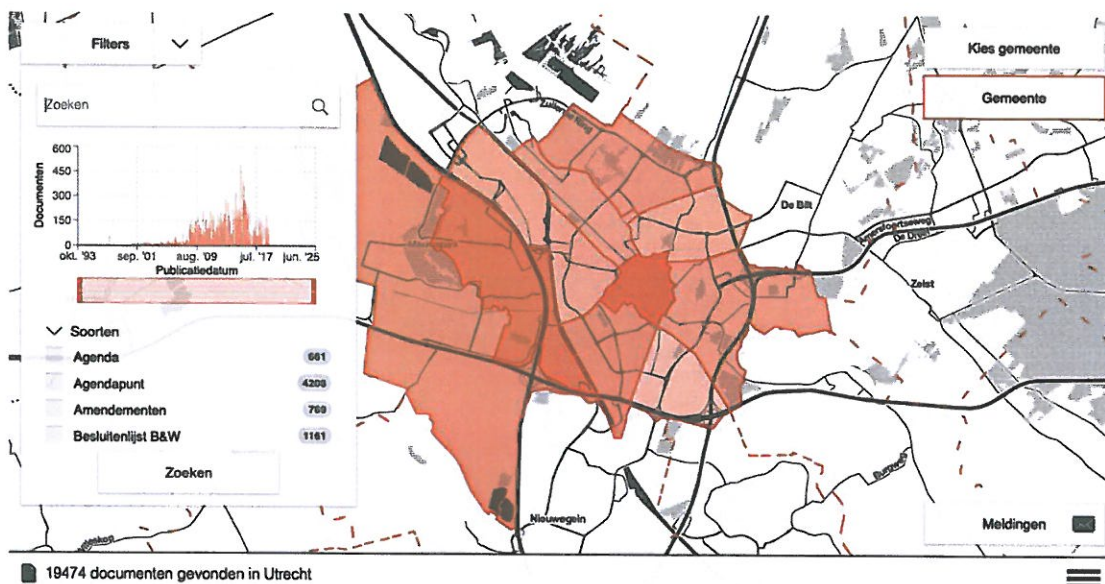 Filters
Kies gemeente
Gemeente
Zoeken
Documenten
600
450
300
150
0
okt. '93
sep. '01
aug. '09
jul. '17
jun. '25
Publicatiedatum
Soorten
Agenda 661
Agendapunt 4208
Amendementen 769
Besluitenlijst B&W 1161
Zoeken
De Bilt
Amersfoortseweg
Zeist
Burgweg
Nieuwegein
Meldingen
19474 documenten gevonden in Utrecht